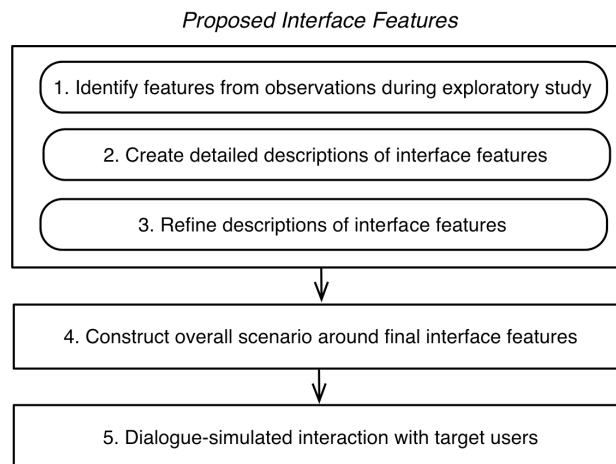 Proposed Interface Features
1. Identify features from observations during exploratory study
2. Create detailed descriptions of interface features
3. Refine descriptions of interface features
4. Construct overall scenario around final interface features
5. Dialogue-simulated interaction with target users